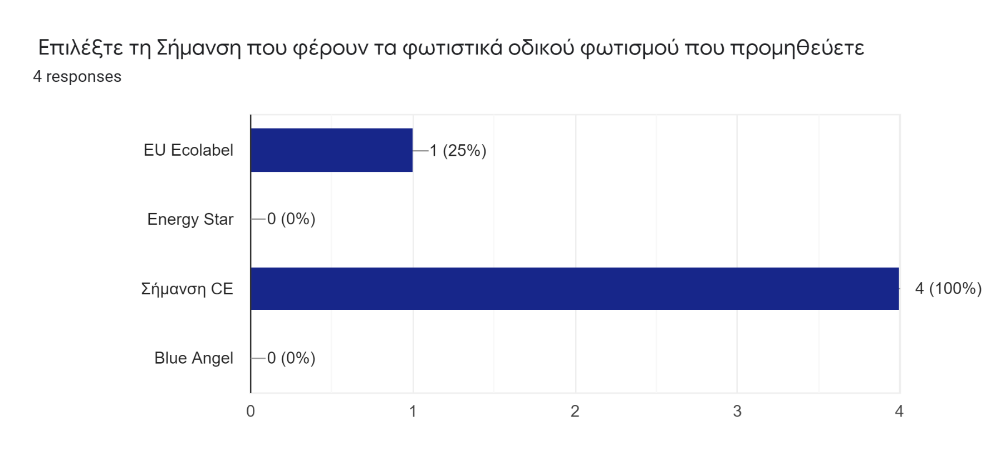 Επιλέξτε τη Σήμανση που φέρουν τα φωτιστικά οδικού φωτισμού που προμηθεύετε
4 responses
EU Ecolabel
1 (25%)
Energy Star
0 (0%)
Σήμανση CE
4 (100%)
Blue Angel
0 (0%)
0 1 2 3 4